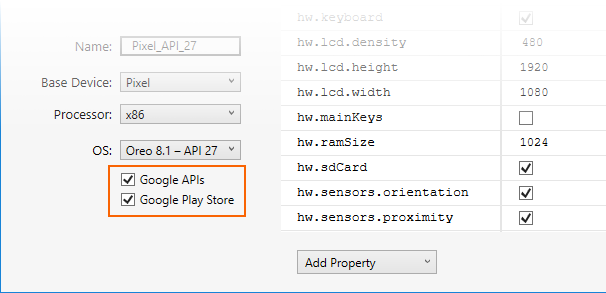 hw.keyboard
hw.lcd.density 480
Name: Pixel_API_27
hw.lcd.height 1920
Base Device: Pixel
hw.lcd.width 1080
Processor: x86
hw.mainKeys
hw.ramSize 1024
OS: Oreo 8.1 – API 27
hw.sdCard
Google APIs
hw.sensors.orientation
Google Play Store
hw.sensors.proximity
Add Property